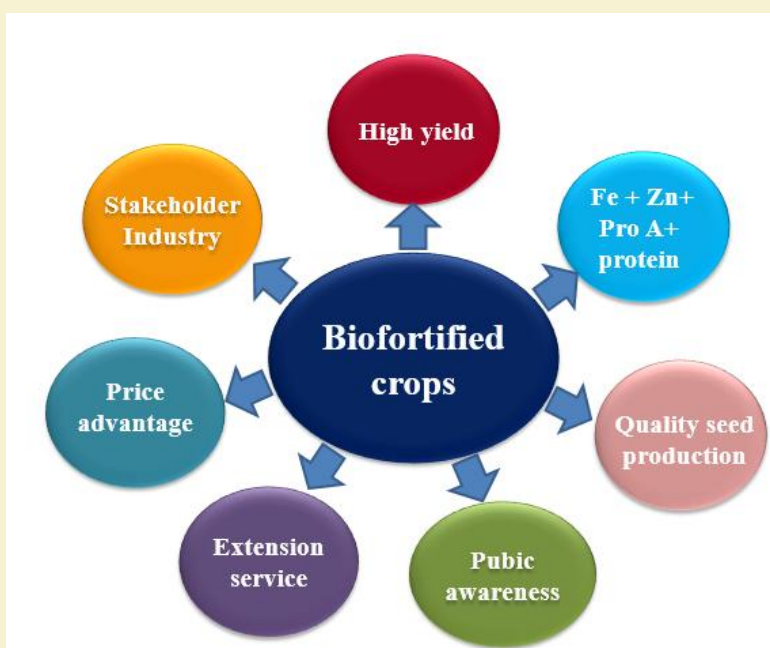 High yield
Stakeholder
Industry
Fe + Zn+
Pro A+
protein
Biofortified
crops
Price
advantage
Quality seed
production
Extension
service
Pubic
awareness